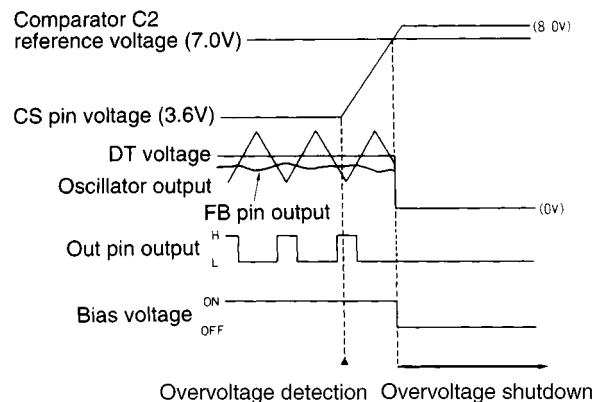 Comparator C2
reference voltage (7.0V)
(8.0V)
CS pin voltage (3.6V)
DT voltage
Oscillator output
FB pin output
(0V)
Out pin output
H
L
Bias voltage
ON
OFF
Overvoltage detection
Overvoltage shutdown